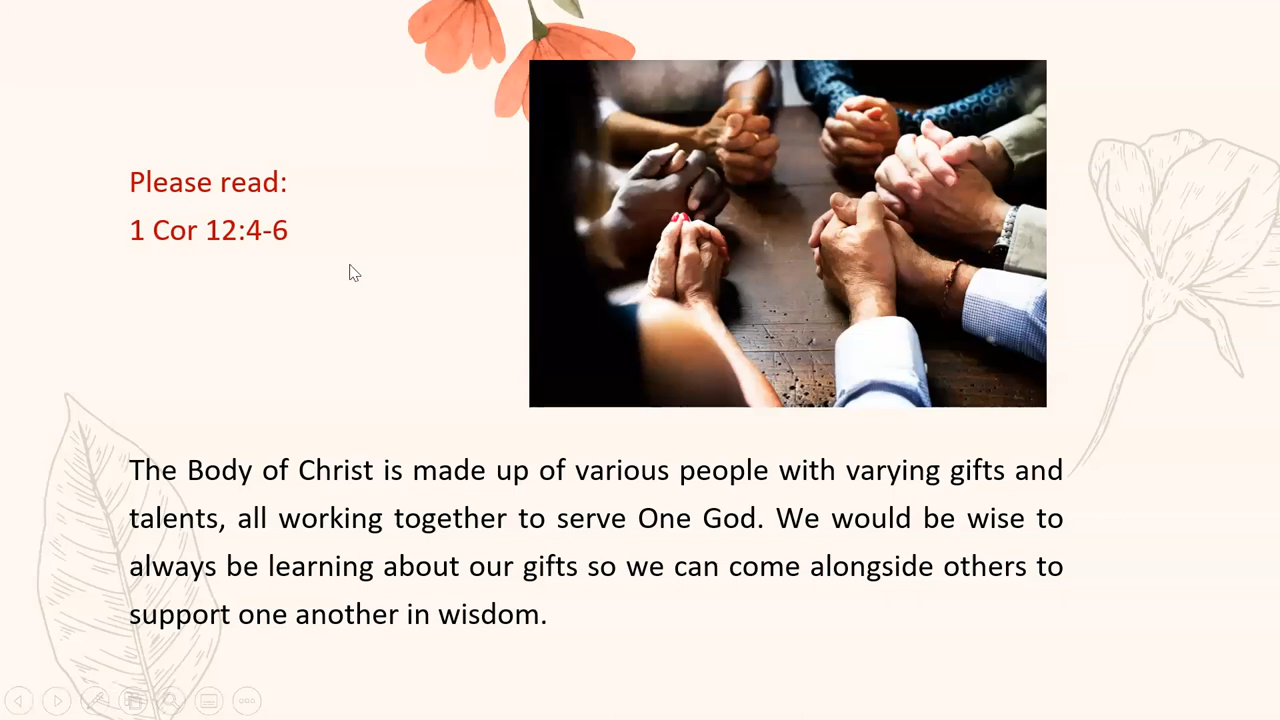 Please read:
1 Cor 12:4-6
The Body of Christ is made up of various people with varying gifts and
talents, all working together to serve One God. We would be wise to
always be learning about our gifts so we can come alongside others to
support one another in wisdom.